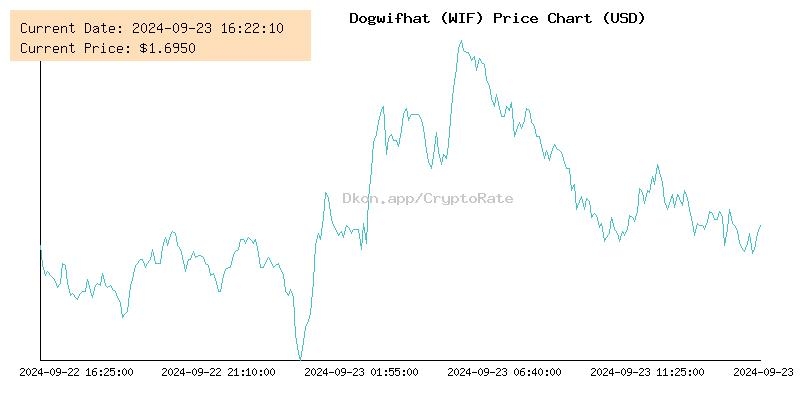 Dogwifhat (WIF) Price Chart (USD)
Current Date: 2024-09-23 16:22:10
Current Price: $1.6950
Dkon.app/CryptoRate
2024-09-22 16:25:00 2024-09-22 21:10:00 2024-09-23 01:55:00 2024-09-23 06:40:00 2024-09-23 11:25:00 2024-09-23